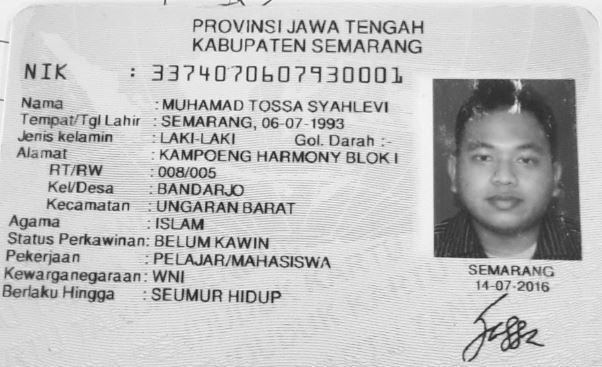 PROVINSI JAWA TENGAH
KABUPATEN SEMARANG
NIK : 3374070607930001
Nama : MUHAMAD TOSSA SYAHLEVI
Tempat/Tgl Lahir : SEMARANG, 06-07-1993
Jenis kelamin : LAKI-LAKI Gol. Darah :-
Alamat : KAMPOENG HARMONY BLOK I
RT/RW : 008/005
Kel/Desa : BANDARJO
Kecamatan : UNGARAN BARAT
Agama : ISLAM
Status Perkawinan: BELUM KAWIN
Pekerjaan : PELAJAR/MAHASISWA
Kewarganegaraan: WNI
Berlaku Hingga : SEUMUR HIDUP
SEMARANG
14-07-2016